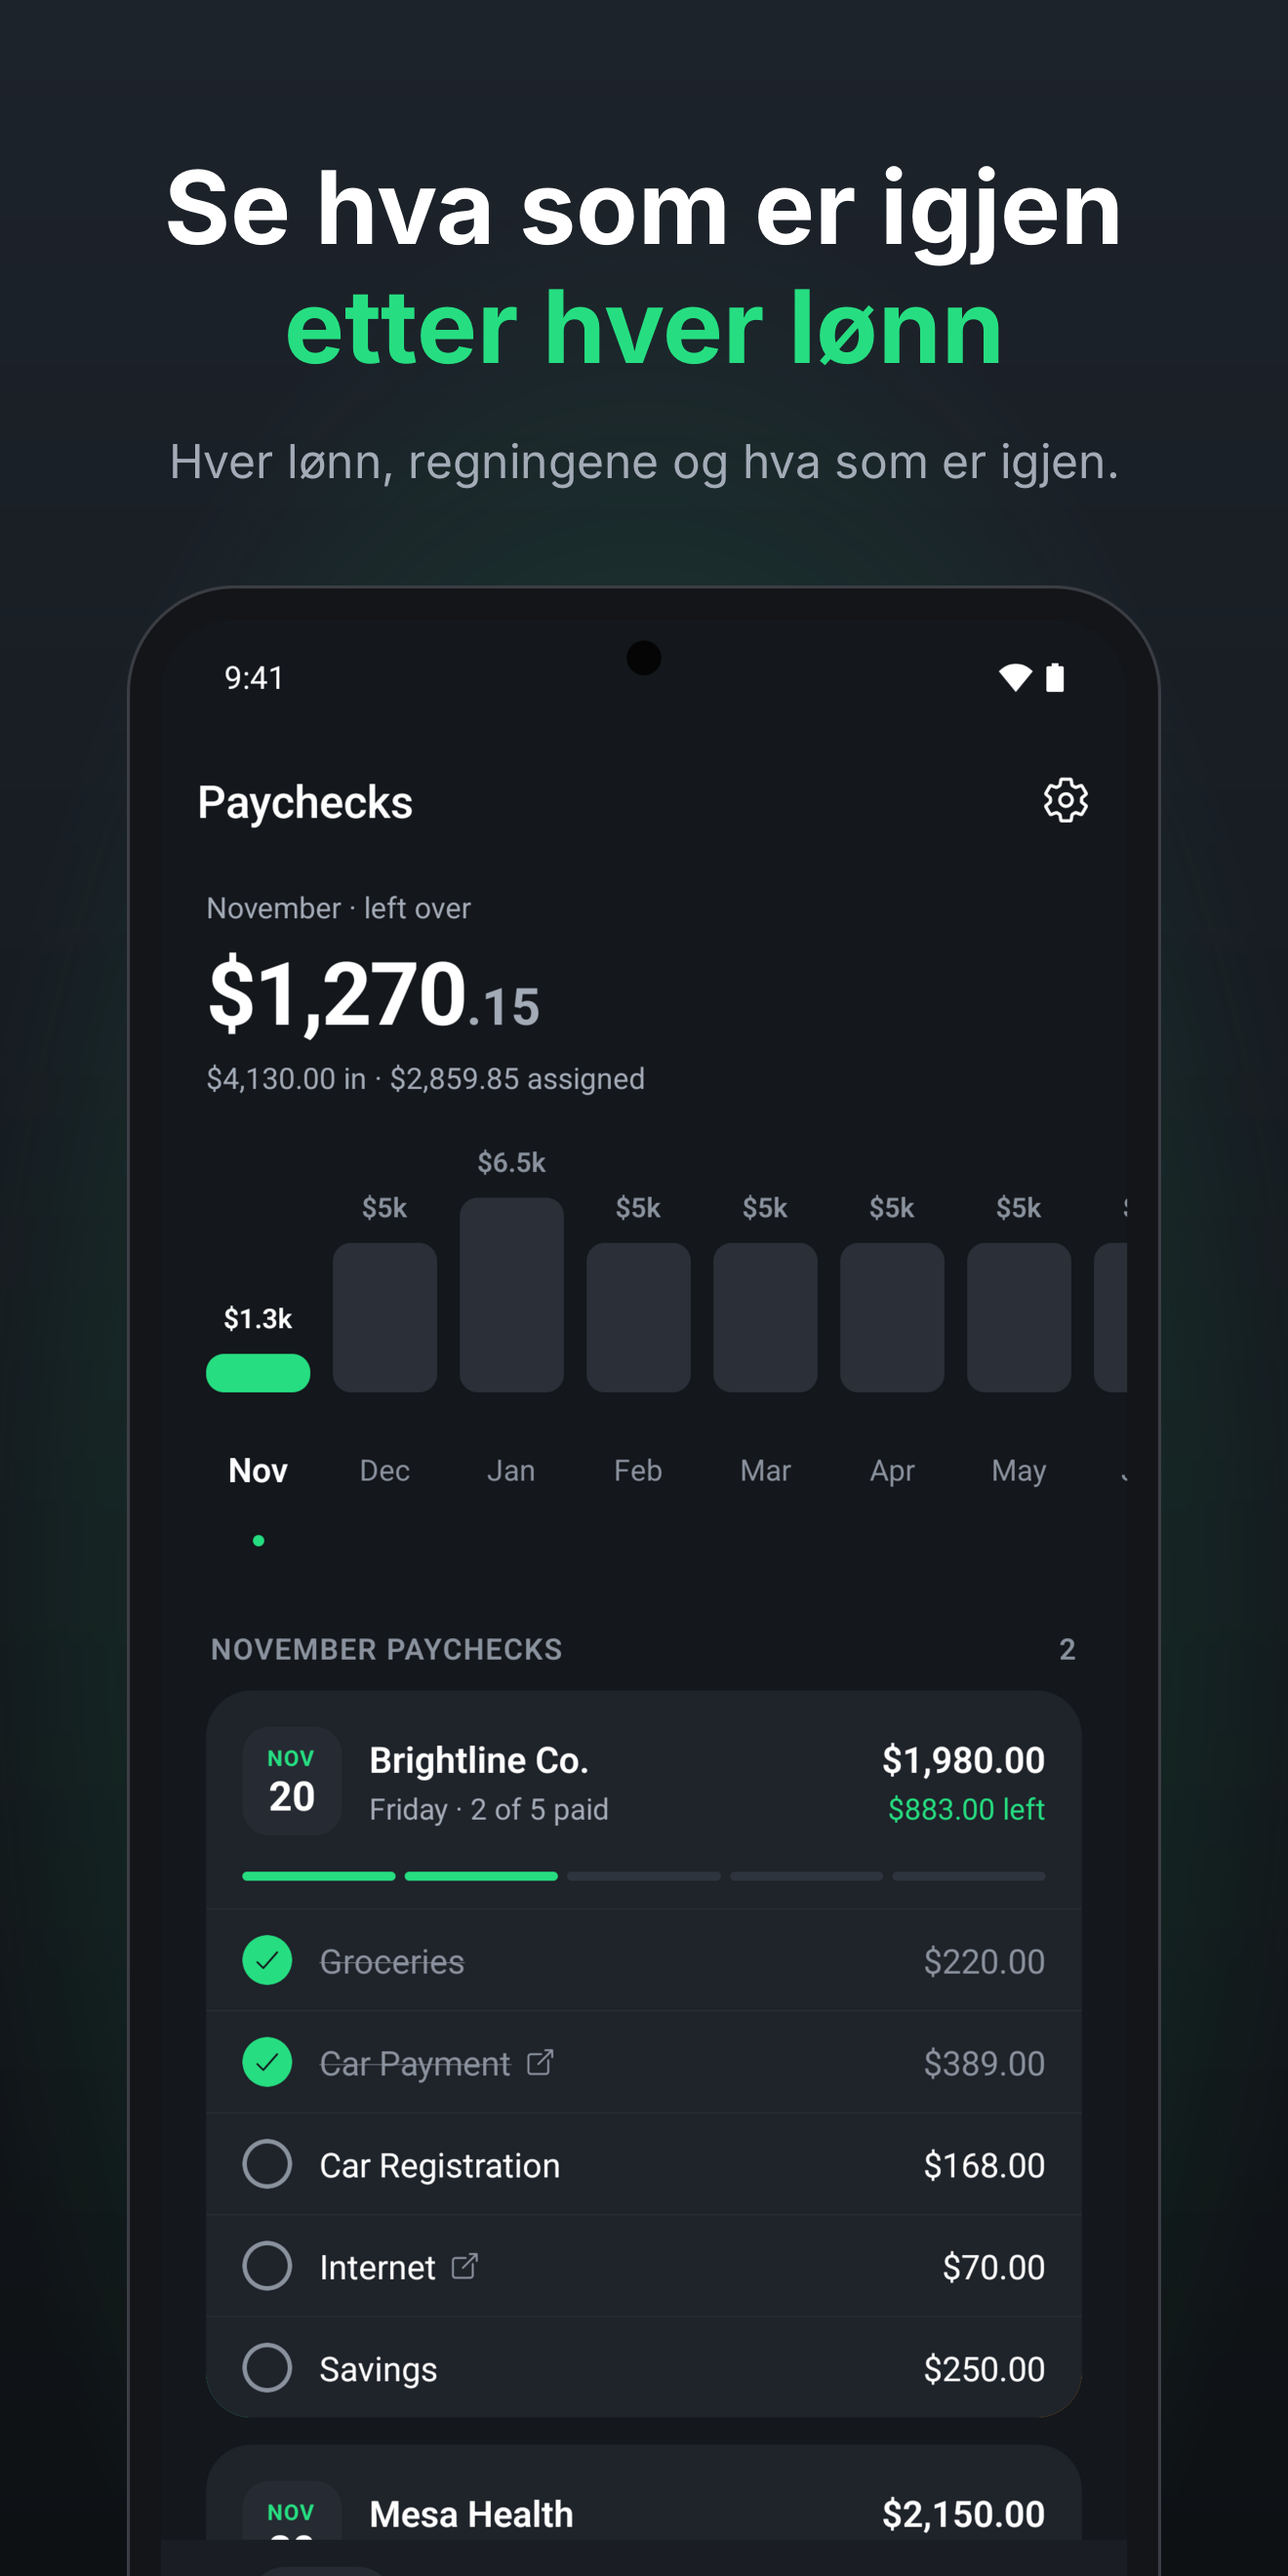 Se hva som er igjen
etter hver lønn
Hver lønn, regningene og hva som er igjen.
9:41
Paychecks
November · left over
$1,270.15
$4,130.00 in · $2,859.85 assigned
$1.3k $5k $6.5k $5k $5k $5k $5k
Nov Dec Jan Feb Mar Apr May
NOVEMBER PAYCHECKS 2
NOV Brightline Co. $1,980.00
20 Friday · 2 of 5 paid $883.00 left
Groceries $220.00
Car Payment $389.00
Car Registration $168.00
Internet $70.00
Savings $250.00
NOV Mesa Health $2,150.00